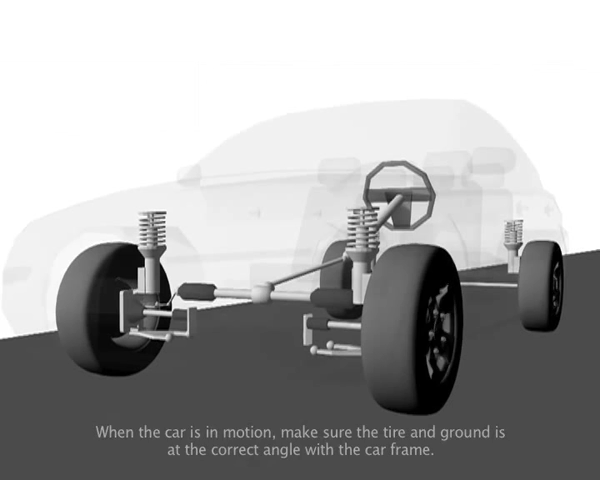 When the car is in motion, make sure the tire and ground is
at the correct angle with the car frame.